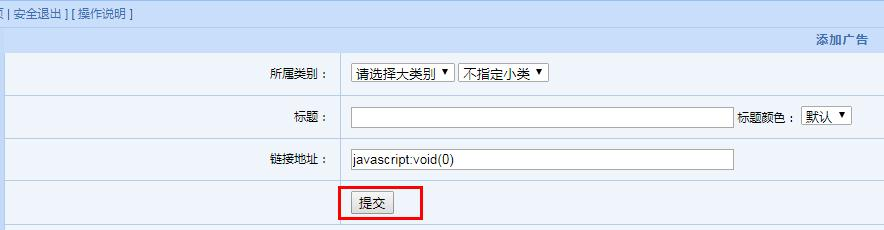 | 安全退出 ] [ 操作说明 ]
添加广告
所属类别： 请选择大类别 不指定小类
标题： 标题颜色： 默认
链接地址： javascript:void(0)
提交